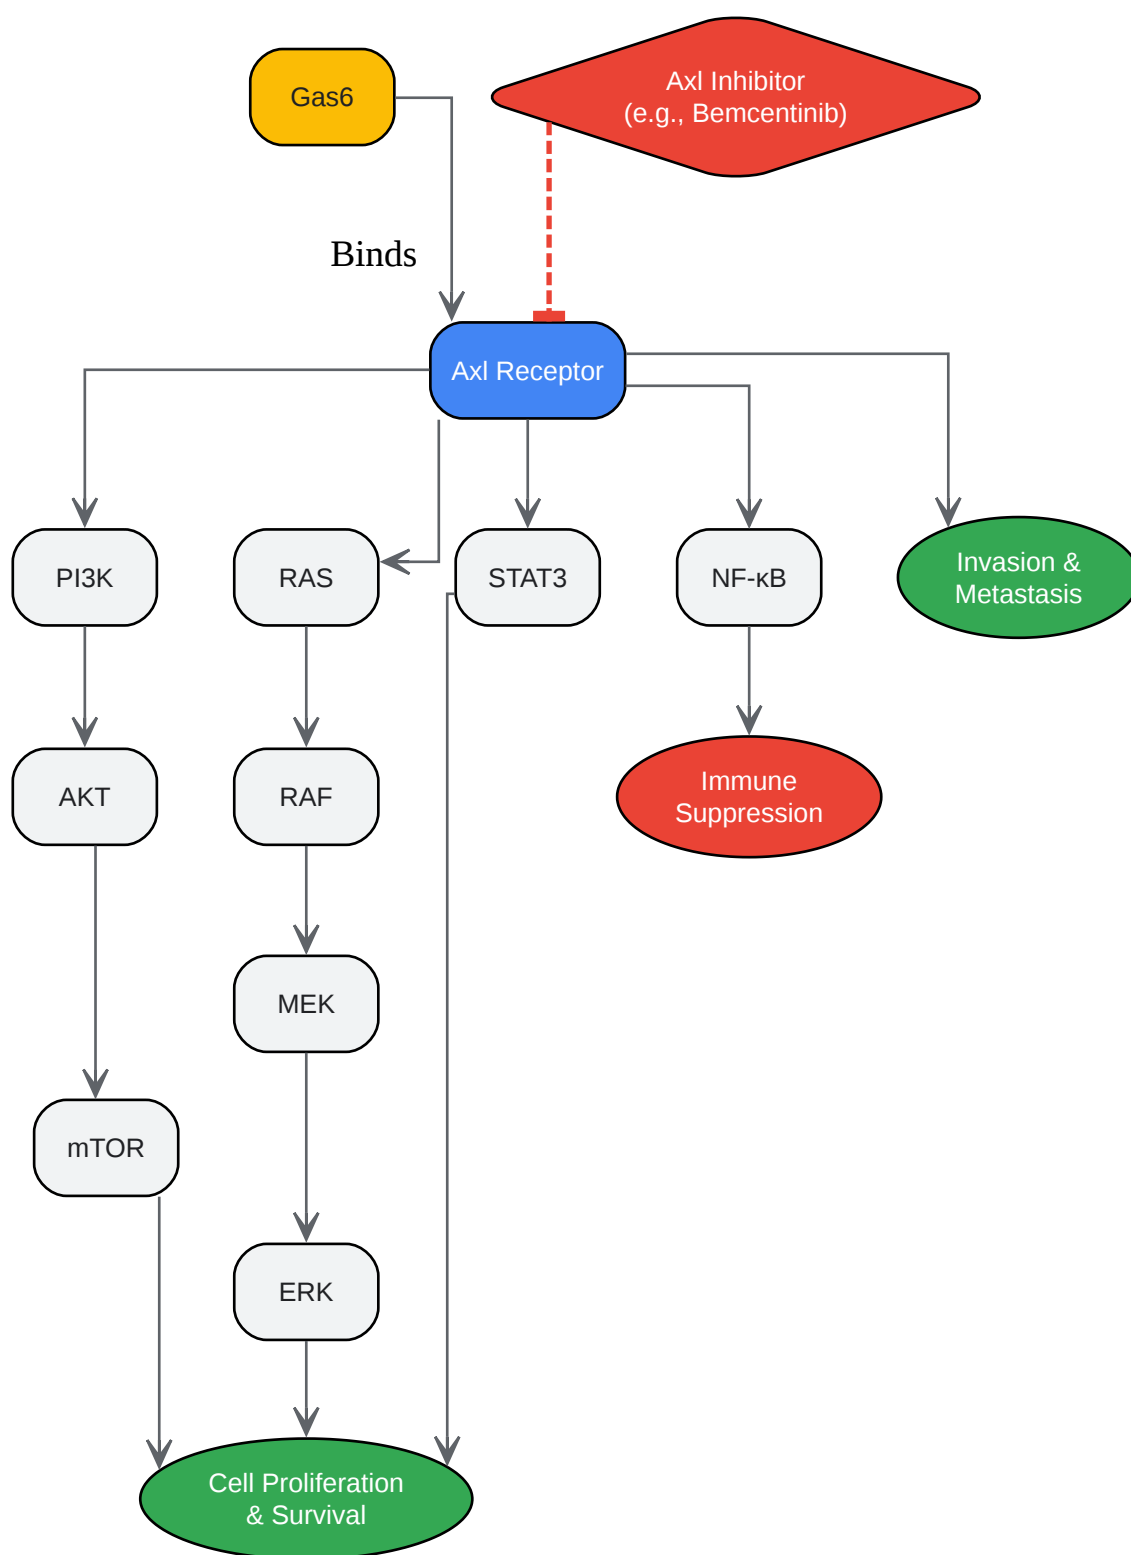 Gas6
Axl Inhibitor
(e.g., Bemcentinib)
Binds
Axl Receptor
PI3K
RAS
STAT3
NF-κB
Invasion &
Metastasis
AKT
RAF
Immune
Suppression
MEK
mTOR
ERK
Cell Proliferation
& Survival